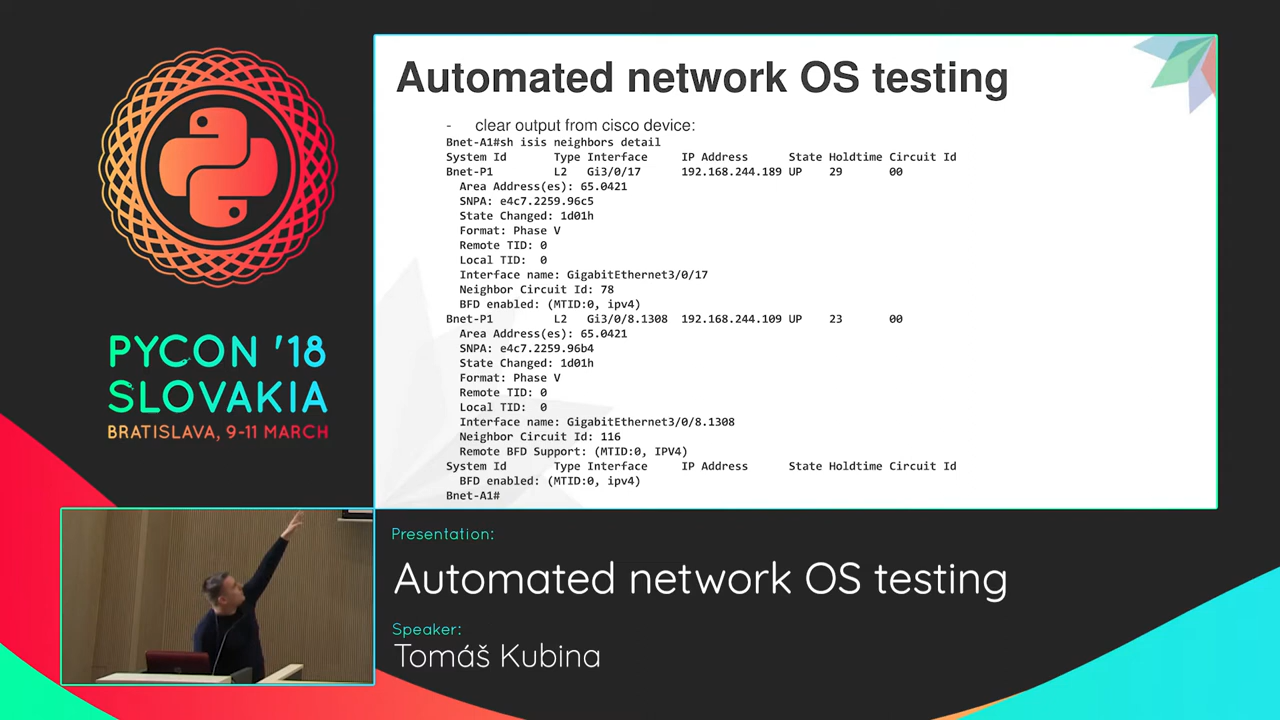 PYCON '18
SLOVAKIA
BRATISLAVA, 9-11 MARCH
Automated network OS testing
- clear output from cisco device:
Bnet-A1#sh isis neighbors detail
System Id Type Interface IP Address State Holdtime Circuit Id
Bnet-P1 L2 Gi3/0/17 192.168.244.189 UP 29 00
Area Address(es): 65.0421
SNPA: e4c7.2259.96c5
State Changed: 1d01h
Format: Phase V
Remote TID: 0
Local TID: 0
Interface name: GigabitEthernet3/0/17
Neighbor Circuit Id: 78
BFD enabled: (MTID:0, ipv4)
Bnet-P1 L2 Gi3/0/8.1308 192.168.244.109 UP 23 00
Area Address(es): 65.0421
SNPA: e4c7.2259.96b4
State Changed: 1d01h
Format: Phase V
Remote TID: 0
Local TID: 0
Interface name: GigabitEthernet3/0/8.1308
Neighbor Circuit Id: 116
Remote BFD Support: (MTID:0, IPV4)
System Id Type Interface IP Address State Holdtime Circuit Id
BFD enabled: (MTID:0, ipv4)
Bnet-A1#
Presentation:
Automated network OS testing
Speaker:
Tomáš Kubina